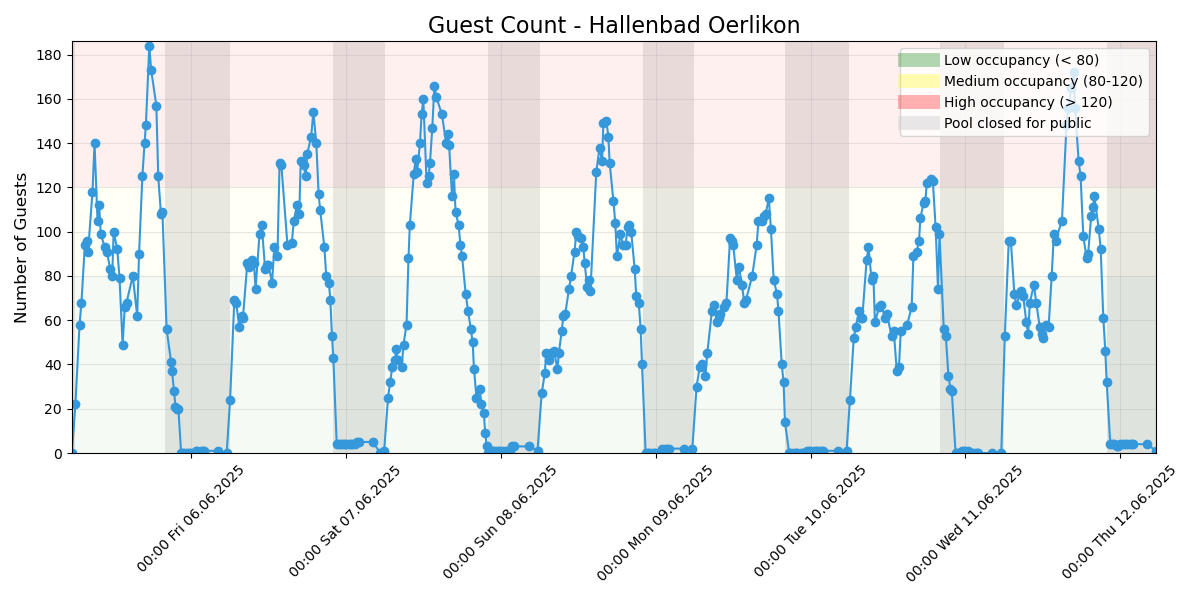 Guest Count - Hallenbad Oerlikon
Number of Guests
180
160
140
120
100
80
60
40
20
0
Low occupancy (< 80)
Medium occupancy (80-120)
High occupancy (> 120)
Pool closed for public
00:00 Fri 06.06.2025
00:00 Sat 07.06.2025
00:00 Sun 08.06.2025
00:00 Mon 09.06.2025
00:00 Tue 10.06.2025
00:00 Wed 11.06.2025
00:00 Thu 12.06.2025